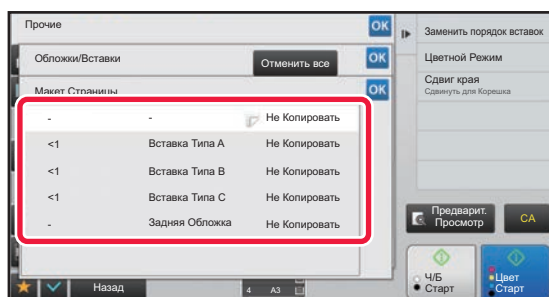 Прочие
OK
Обложки/Вставки
Отменить все
OK
Макет Страницы
OK
- - Не Копировать
<1 Вставка Типа A Не Копировать
<1 Вставка Типа B Не Копировать
<1 Вставка Типа C Не Копировать
- Задняя Обложка Не Копировать
Назад
4 A3
Заменить порядок вставок
Цветной Режим
Сдвиг края
Сдвинуть для Корешка
Предварит.
Просмотр
CA
Ч/Б
Старт
Цвет
Старт